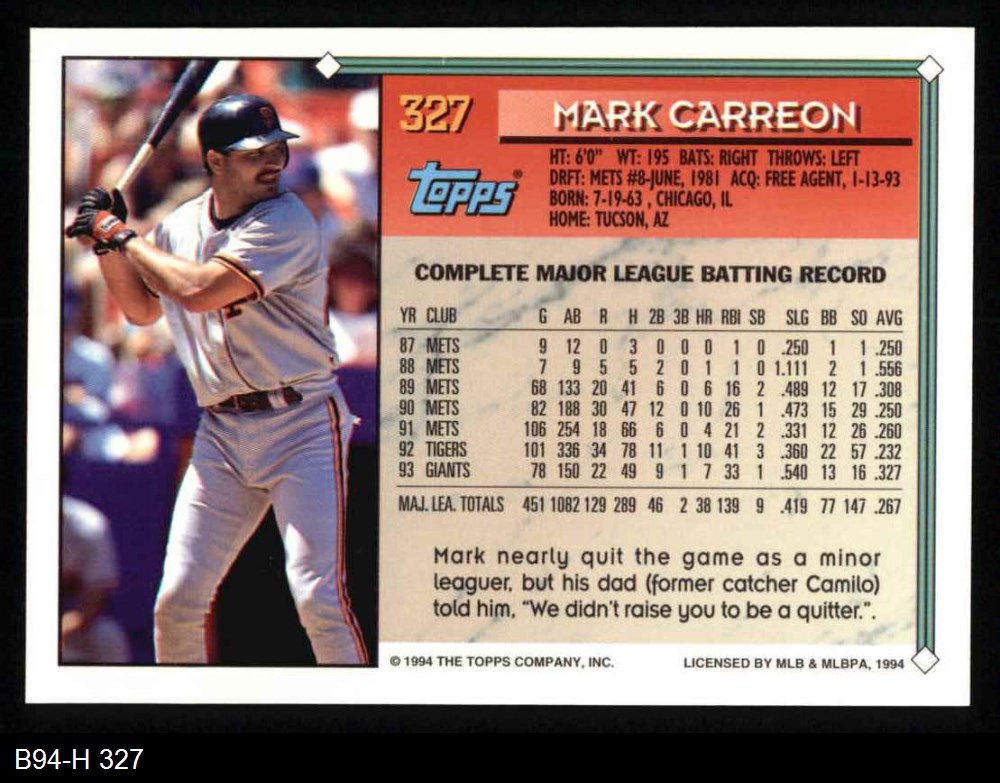 327
MARK CARREON
Topps®
HT: 6'0" WT: 195 BATS: RIGHT THROWS: LEFT
DRFT: METS #8-JUNE, 1981 ACQ: FREE AGENT, 1-13-93
BORN: 7-19-63 , CHICAGO, IL
HOME: TUCSON, AZ
COMPLETE MAJOR LEAGUE BATTING RECORD
YR CLUB G AB R H 2B 3B HR RBI SB SLG BB SO AVG
87 METS 9 12 0 3 0 0 0 1 0 .250 1 1 .250
88 METS 7 9 5 5 2 0 1 1 0 1.111 2 1 .556
89 METS 68 133 20 41 6 0 6 16 2 .489 12 17 .308
90 METS 82 188 30 47 12 0 10 26 1 .473 15 29 .250
91 METS 106 254 18 66 6 0 4 21 2 .331 12 26 .260
92 TIGERS 101 336 34 78 11 1 10 41 3 .360 22 57 .232
93 GIANTS 78 150 22 49 9 1 7 33 1 .540 13 16 .327
MAJ. LEA. TOTALS 451 1082 129 289 46 2 38 139 9 .419 77 147 .267
Mark nearly quit the game as a minor
leaguer, but his dad (former catcher Camilo)
told him, "We didn't raise you to be a quitter.".
© 1994 THE TOPPS COMPANY, INC. LICENSED BY MLB & MLBPA, 1994
B94-H 327